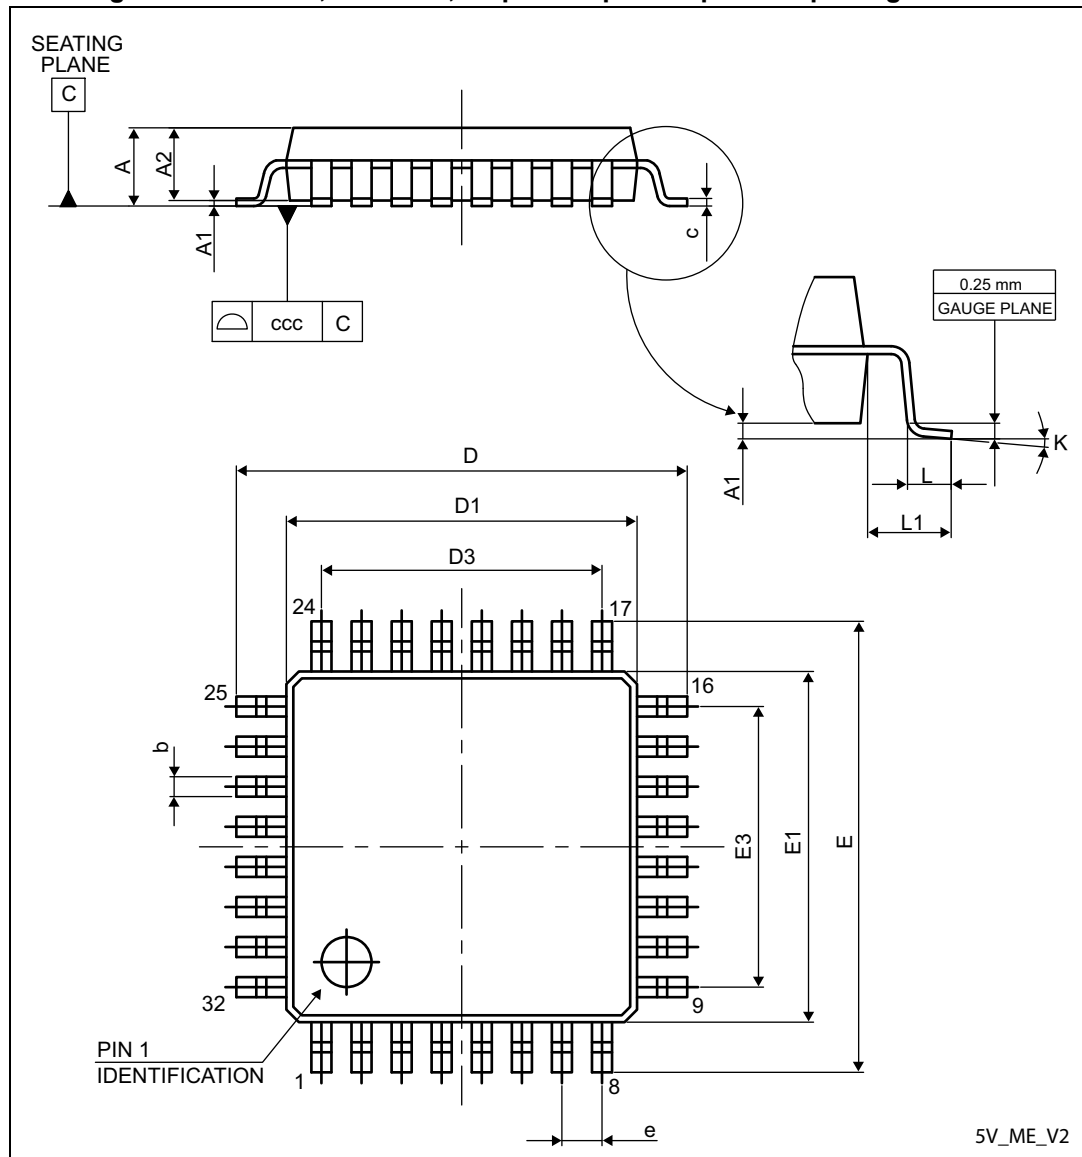 SEATING
PLANE
C
A
A2
A1
c
ccc
C
0.25 mm
GAUGE PLANE
A1
K
L
L1
D
D1
D3
24
17
25
16
b
E3
E1
E
32
9
PIN 1
IDENTIFICATION
1
8
e
5V_ME_V2